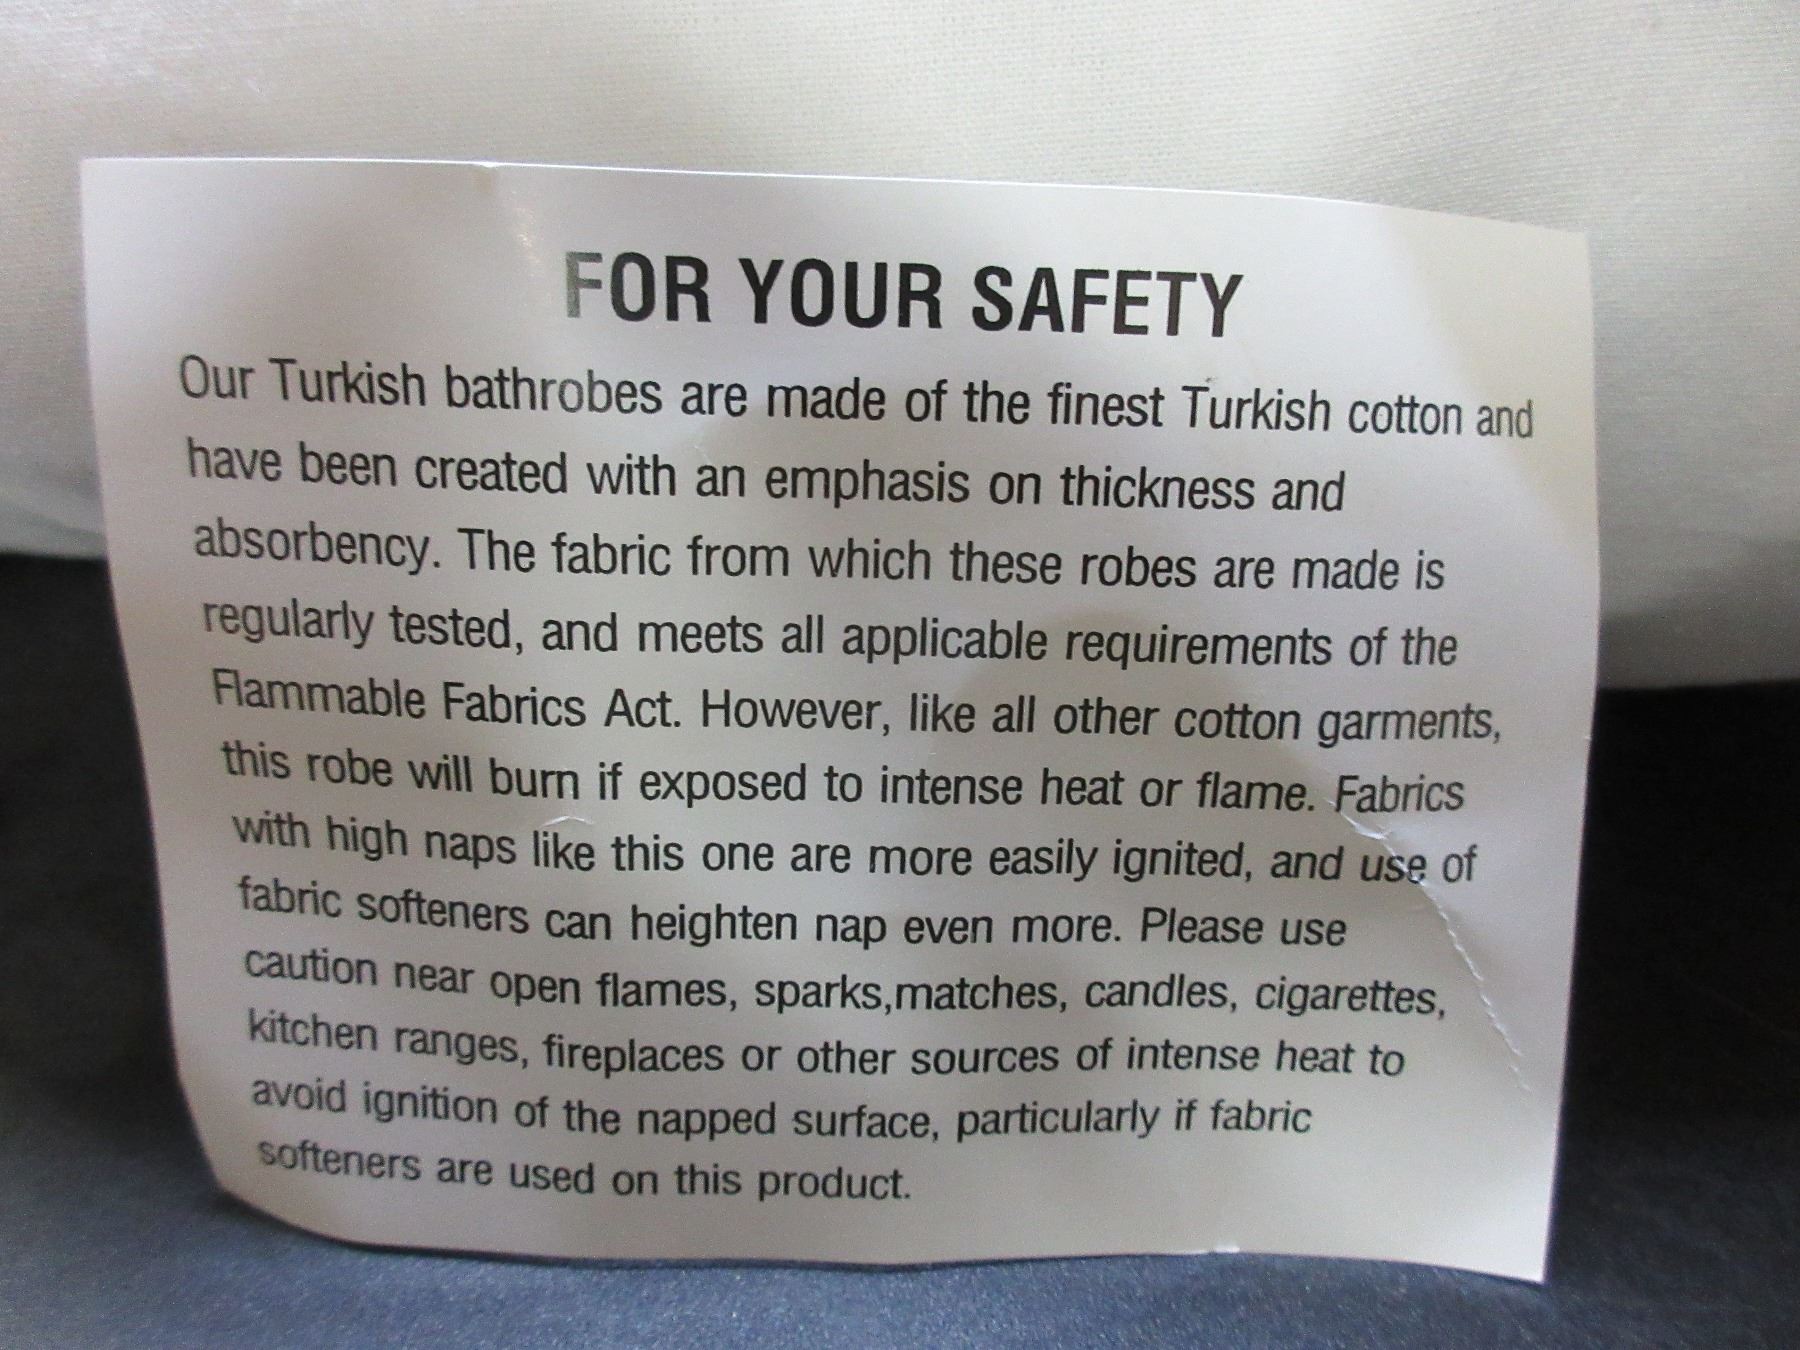 FOR YOUR SAFETY
Our Turkish bathrobes are made of the finest Turkish cotton and
have been created with an emphasis on thickness and
absorbency. The fabric from which these robes are made is
regularly tested, and meets all applicable requirements of the
Flammable Fabrics Act. However, like all other cotton garments,
this robe will burn if exposed to intense heat or flame. Fabrics
with high naps like this one are more easily ignited, and use of
fabric softeners can heighten nap even more. Please use
caution near open flames, sparks,matches, candles, cigarettes,
kitchen ranges, fireplaces or other sources of intense heat to
avoid ignition of the napped surface, particularly if fabric
softeners are used on this product.